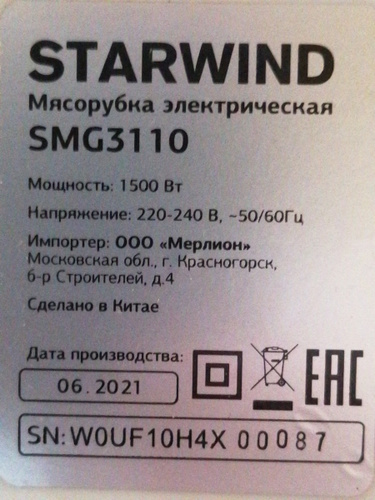 STARWIND
Мясорубка электрическая
SMG3110
Мощность: 1500 Вт
Напряжение: 220-240 В, ~50/60Гц
Импортер: ООО «Мерлион»
Московская обл., г. Красногорск,
б-р Строителей, д.4
Сделано в Китае
Дата производства:
06.2021
EAC
SN: W0UF10H4X 00087